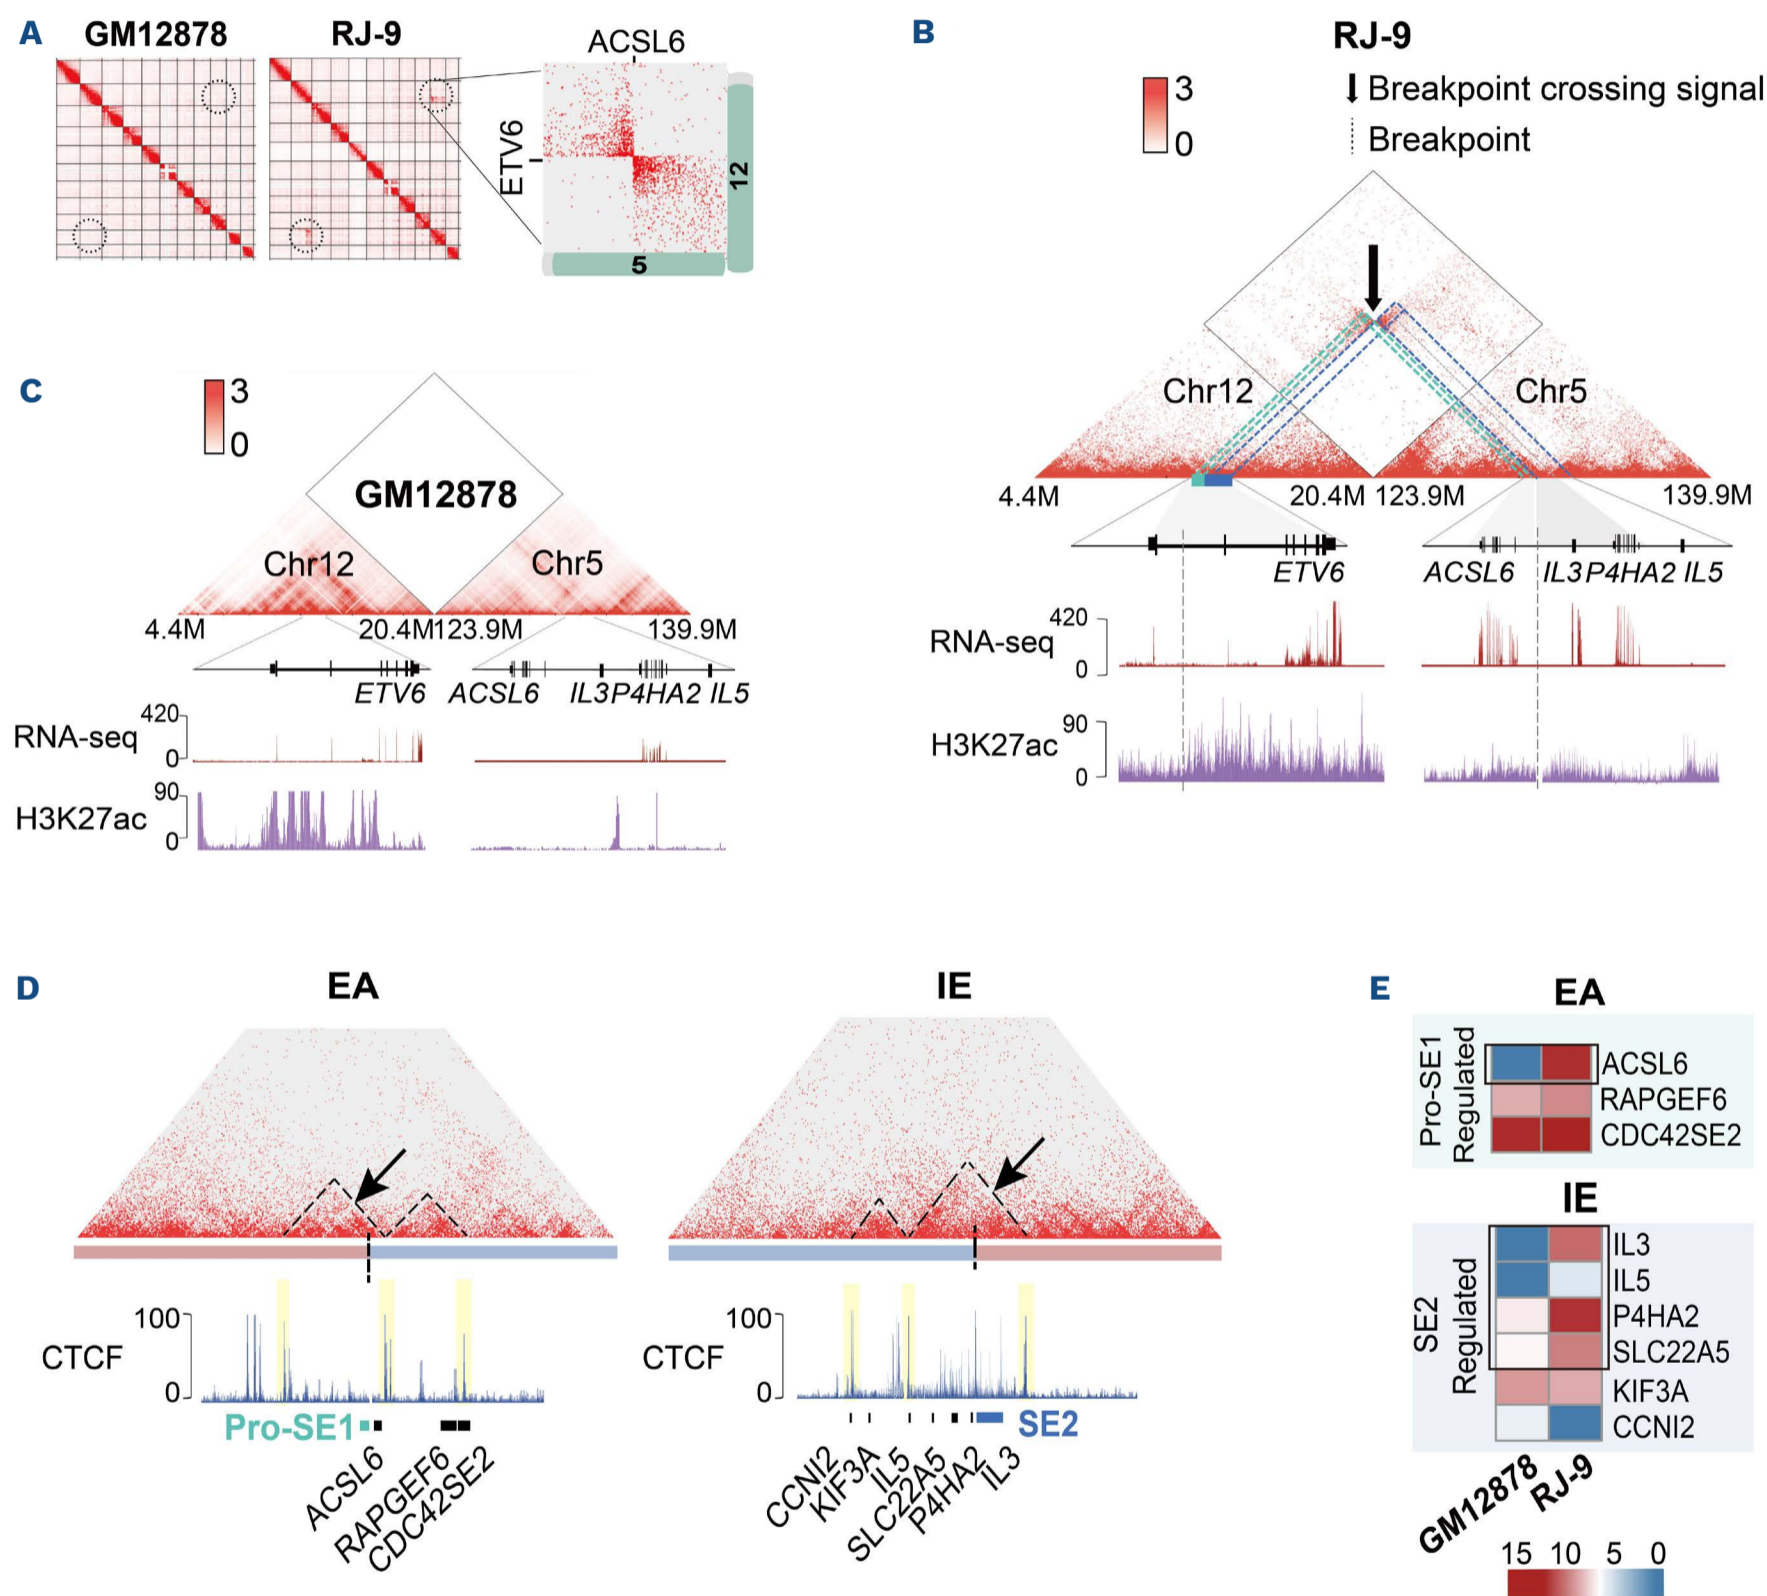 A
GM12878
RJ-9
ACSL6
ETV6
12
5
B
RJ-9
3
0
Breakpoint crossing signal
Breakpoint
Chr12
Chr5
4.4M
20.4M
123.9M
139.9M
ETV6
ACSL6
IL3
P4HA2
IL5
RNA-seq
420
0
H3K27ac
90
0
C
3
0
GM12878
Chr12
Chr5
4.4M
20.4M
123.9M
139.9M
ETV6
ACSL6
IL3
P4HA2
IL5
RNA-seq
420
0
H3K27ac
90
0
D
EA
IE
CTCF
100
0
Pro-SE1
ACSL6
RAPGEF6
CDC42SE2
CTCF
100
0
SE2
CCNI2
KIF3A
IL5
SLC22A5
P4HA2
IL3
E
EA
Pro-SE1
Regulated
ACSL6
RAPGEF6
CDC42SE2
IE
SE2
Regulated
IL3
IL5
P4HA2
SLC22A5
KIF3A
CCNI2
GM12878
RJ-9
15 10 5 0